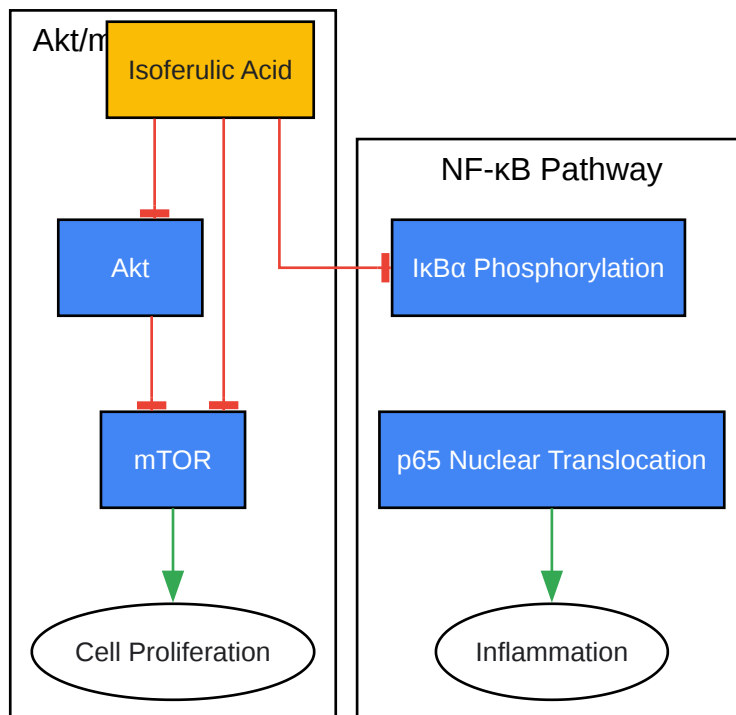 Akt/
Isoferulic Acid
NF-κB Pathway
Akt
IκBα Phosphorylation
mTOR
p65 Nuclear Translocation
Cell Proliferation
Inflammation